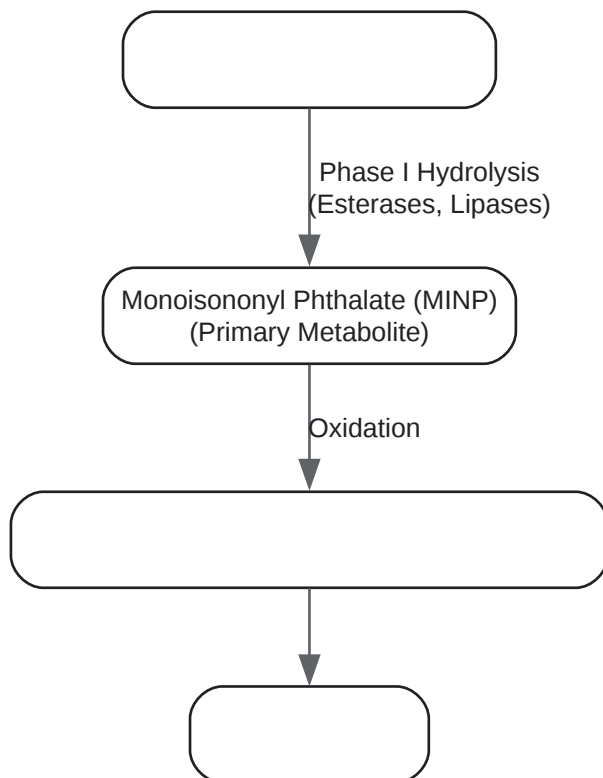 Phase I Hydrolysis
(Esterases, Lipases)
Monoisononyl Phthalate (MINP)
(Primary Metabolite)
Oxidation